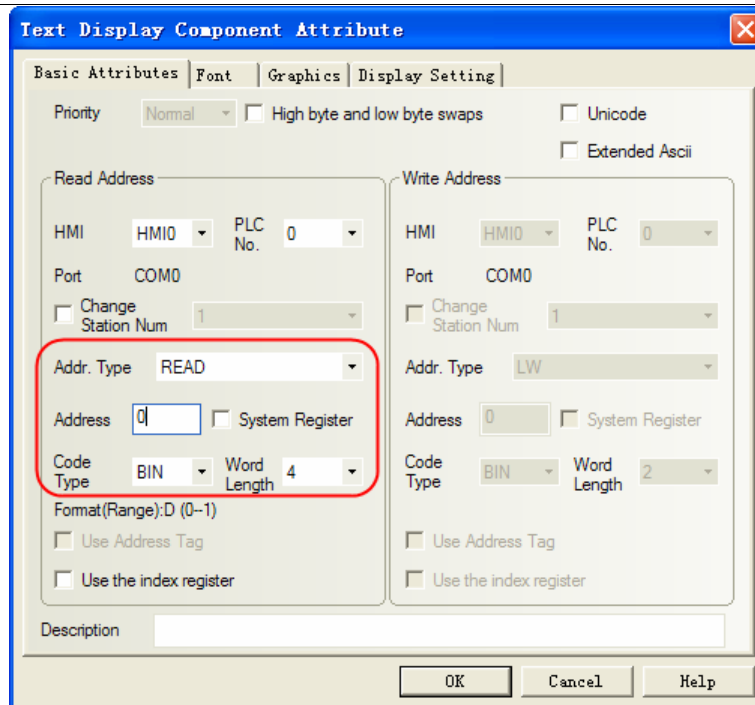 Text Display Component Attribute
Basic Attributes Font Graphics Display Setting
Priority Normal High byte and low byte swaps Unicode
Extended Ascii
Read Address
HMI HMI0 PLC No. 0
Port COM0
Change Station Num 1
Addr. Type READ
Address 0 System Register
Code Type BIN Word Length 4
Format(Range):D (0--1)
Use Address Tag
Use the index register
Write Address
HMI HMI0 PLC No. 0
Port COM0
Change Station Num 1
Addr. Type LW
Address 0 System Register
Code Type BIN Word Length 2
Use Address Tag
Use the index register
Description
OK Cancel Help